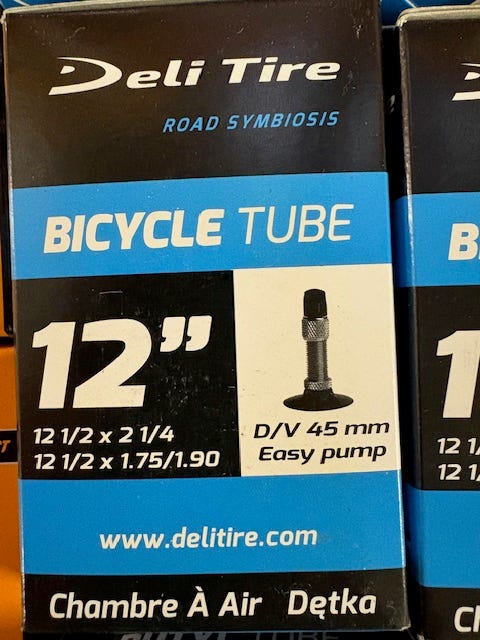 Deli Tire
ROAD SYMBIOSIS
BICYCLE TUBE
12”
12 1/2 x 2 1/4
12 1/2 x 1.75/1.90
D/V 45 mm
Easy pump
www.delitire.com
Chambre À Air Dętka